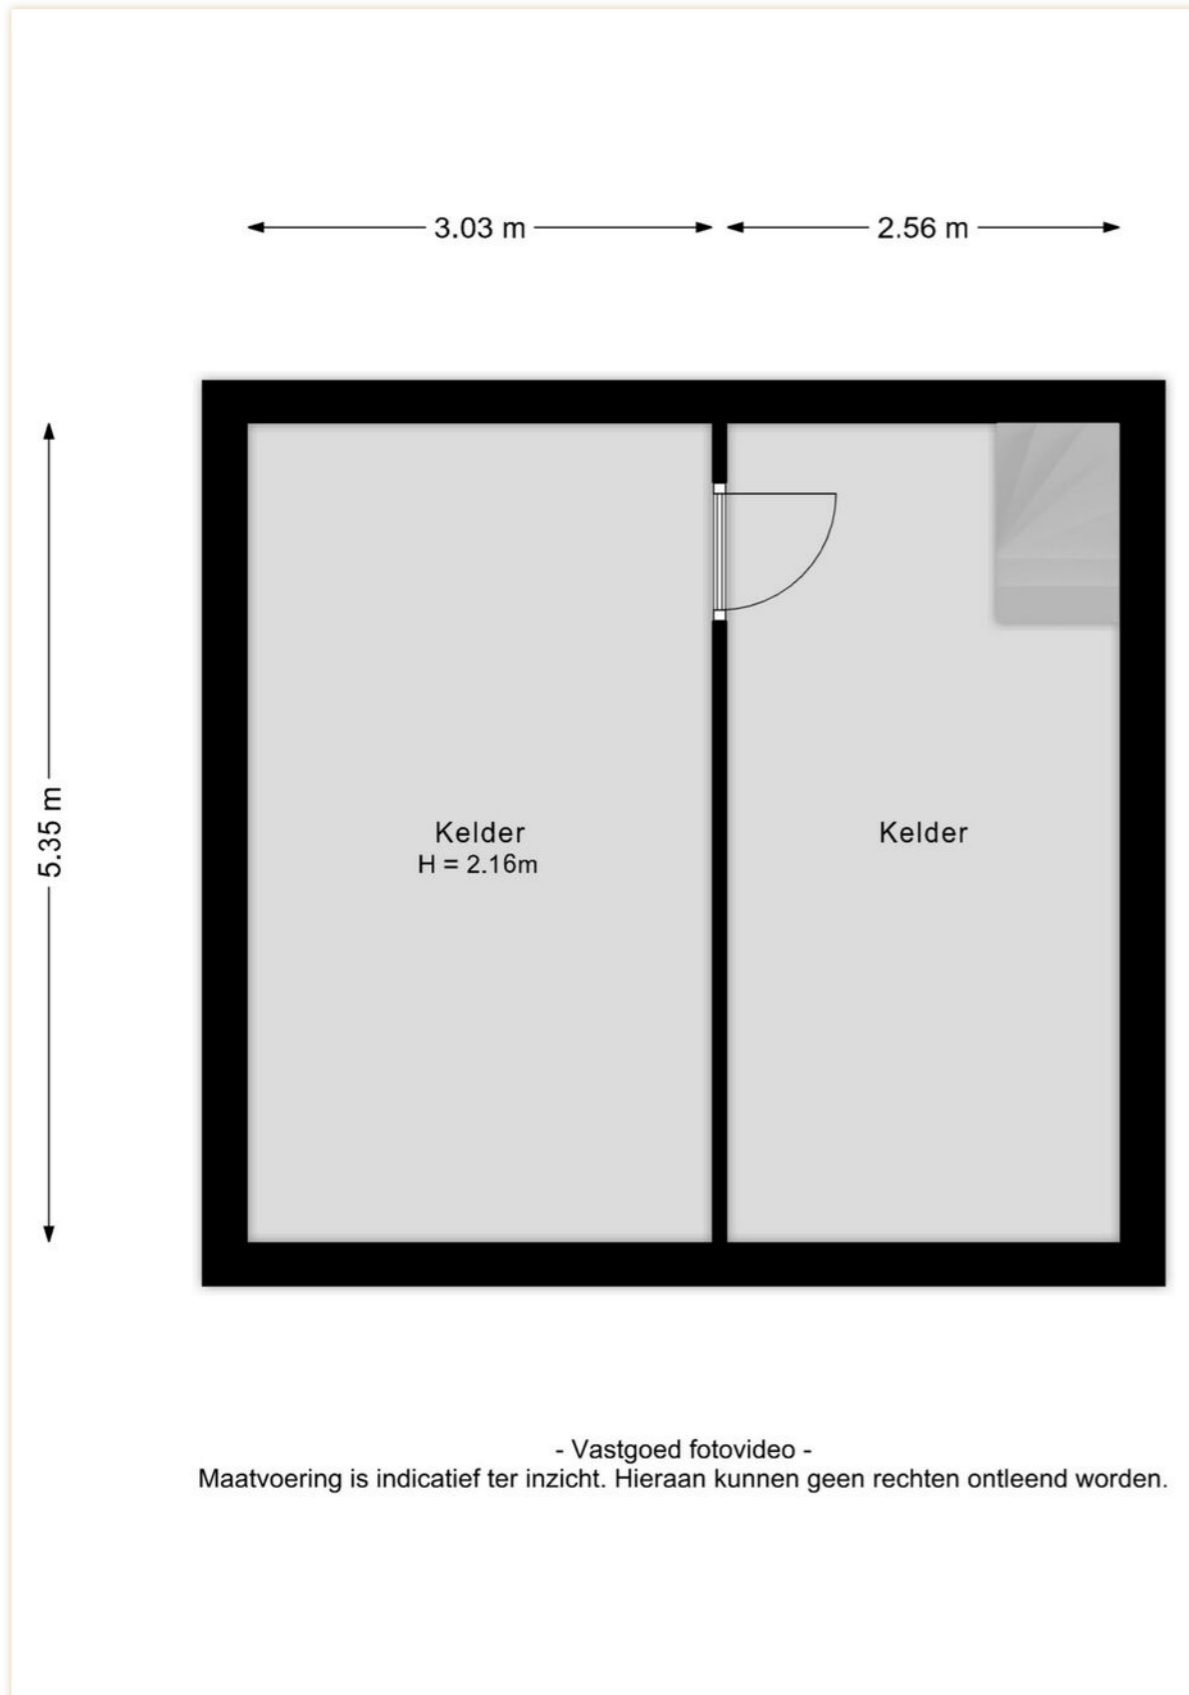 3.03 m
2.56 m
5.35 m
Kelder
H = 2.16m
Kelder
- Vastgoed fotovideo -
Maatvoering is indicatief ter inzicht. Hieraan kunnen geen rechten ontleend worden.